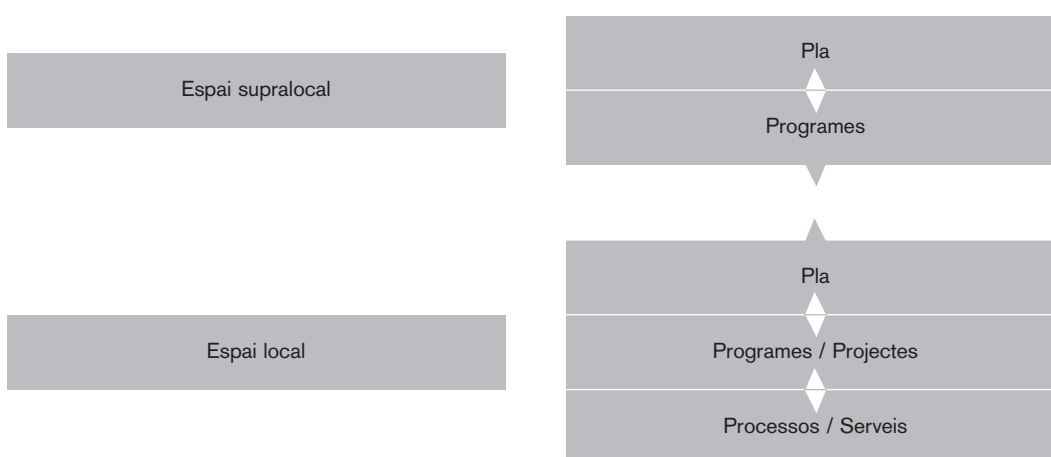 Espai supralocal
Pla
Programes
Pla
Espai local
Programes / Projectes
Processos / Serveis